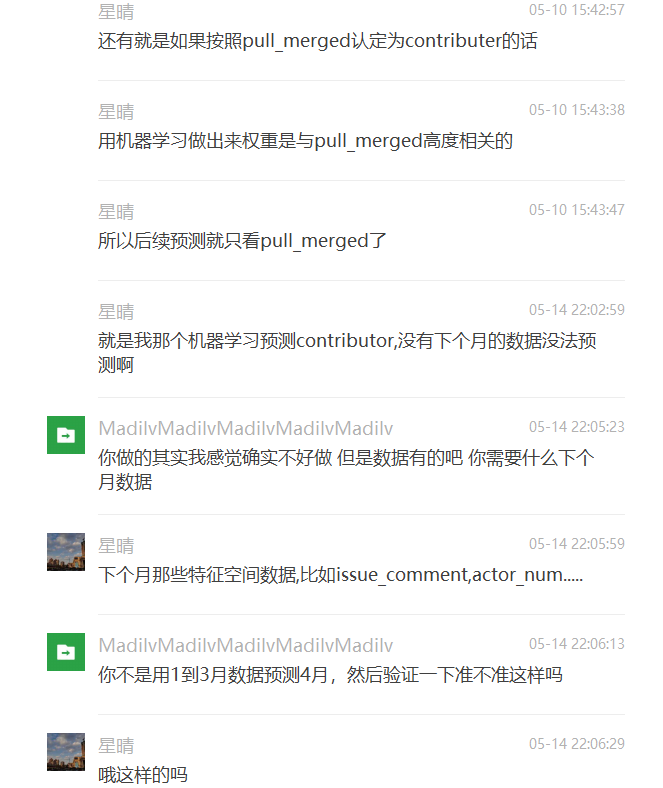 星晴
05-10 15:42:57
还有就是如果按照pull_merged认定为contributer的话
星晴
05-10 15:43:38
用机器学习做出来权重是与pull_merged高度相关的
星晴
05-10 15:43:47
所以后续预测就只看pull_merged了
星晴
05-14 22:02:59
就是我那个机器学习预测contributor,没有下个月的数据没法预
测啊
MadilvMadilvMadilvMadilvMadilv
05-14 22:05:23
你做的其实我感觉确实不好做 但是数据有的吧 你需要什么下个
月数据
星晴
05-14 22:05:59
下个月那些特征空间数据,比如issue_comment,actor_num.....
MadilvMadilvMadilvMadilvMadilv
05-14 22:06:13
你不是用1到3月数据预测4月，然后验证一下准不准这样吗
星晴
05-14 22:06:29
哦这样的吗